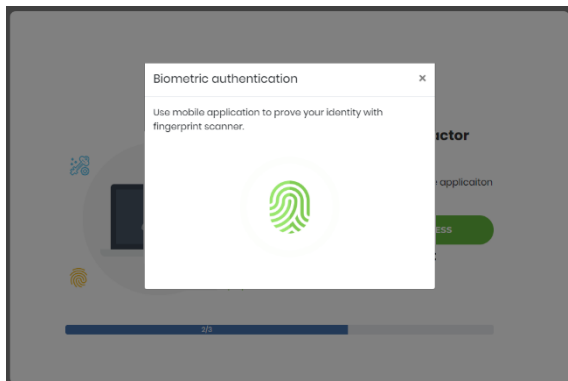 Biometric authentication ×
Use mobile application to prove your identity with
fingerprint scanner.
actor
applicaiton
ESS
2/3